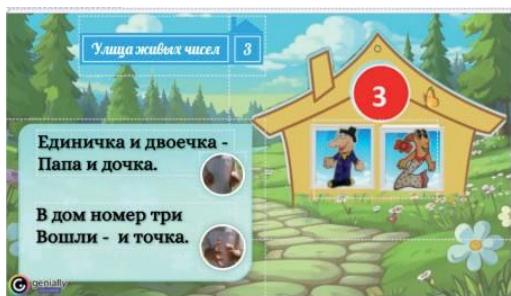 Улица живых чисел 3
3
Единичка и двоечка -
Папа и дочка.
В дом номер три
Вошли - и точка.
genially